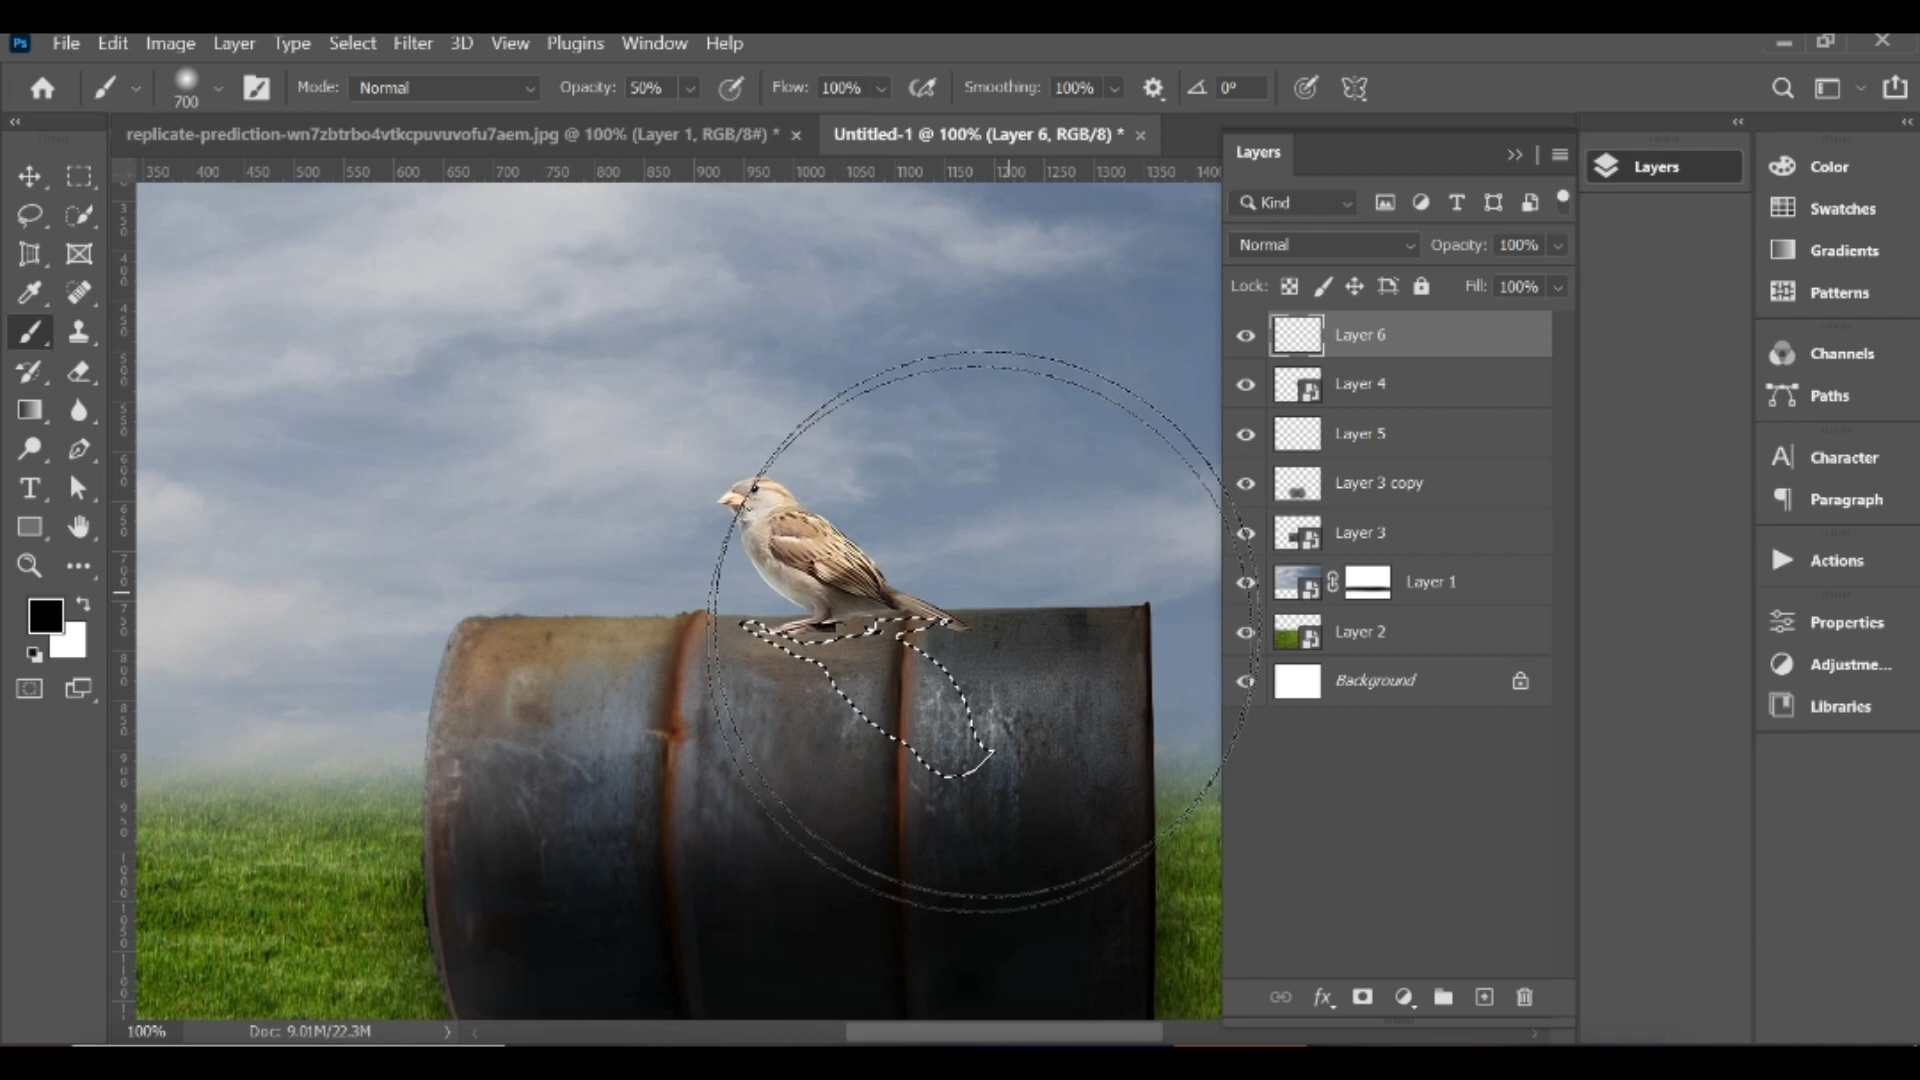 Ps File Edit Image Layer Type Select Filter 3D View Plugins Window Help
700 Mode: Normal Opacity: 50% Flow: 100% Smoothing: 100% 0°
replicate-prediction-wn7zbtrbo4vtkcpuvuvofu7aem.jpg @ 100% (Layer 1, RGB/8#) * × Untitled-1 @ 100% (Layer 6, RGB/8) * ×
350 400 450 500 550 600 650 700 750 800 850 900 950 1000 1050 1100 1150 1200 1250 1300 1350 1400
Layers
Kind
Normal Opacity: 100%
Lock: Fill: 100%
Layer 6
Layer 4
Layer 5
Layer 3 copy
Layer 3
Layer 1
Layer 2
Background
Layers
Color
Swatches
Gradients
Patterns
Channels
Paths
Character
Paragraph
Actions
Properties
Adjustme...
Libraries
100% Doc: 9.01M/22.3M